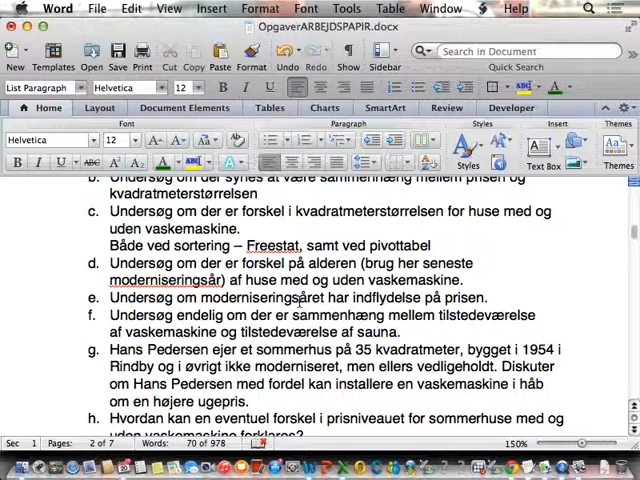 Word File Edit View Insert Format Font Tools Table Window Help
OpgaverARBEJDSPAPIR.docx
Search in Document
New Templates Open Save Print Import Copy Paste Format Undo Redo Show Sidebar Quick Search
List Paragraph Helvetica 12 B I U
Home Layout Document Elements Tables Charts SmartArt Review Developer
Font Paragraph Styles Insert Themes
Helvetica 12
B I U ABC Styles Text Box Themes
b. Undersøg om der synes at være sammenhæng mellem prisen og
kvadratmeterstørrelsen
c. Undersøg om der er forskel i kvadratmeterstørrelsen for huse med og
uden vaskemaskine.
Både ved sortering – Freestat, samt ved pivottabel
d. Undersøg om der er forskel på alderen (brug her seneste
moderniseringsår) af huse med og uden vaskemaskine.
e. Undersøg om moderniseringsåret har indflydelse på prisen.
f. Undersøg endelig om der er sammenhæng mellem tilstedeværelse
af vaskemaskine og tilstedeværelse af sauna.
g. Hans Pedersen ejer et sommerhus på 35 kvadratmeter, bygget i 1954 i
Rindby og i øvrigt ikke moderniseret, men ellers vedligeholdt. Diskuter
om Hans Pedersen med fordel kan installere en vaskemaskine i håb
om en højere ugepris.
h. Hvordan kan en eventuel forskel i prisniveauet for sommerhuse med og
uden vaskemaskine forklares?
Sec 1 Pages: 2 of 7 Words: 70 of 978 150%